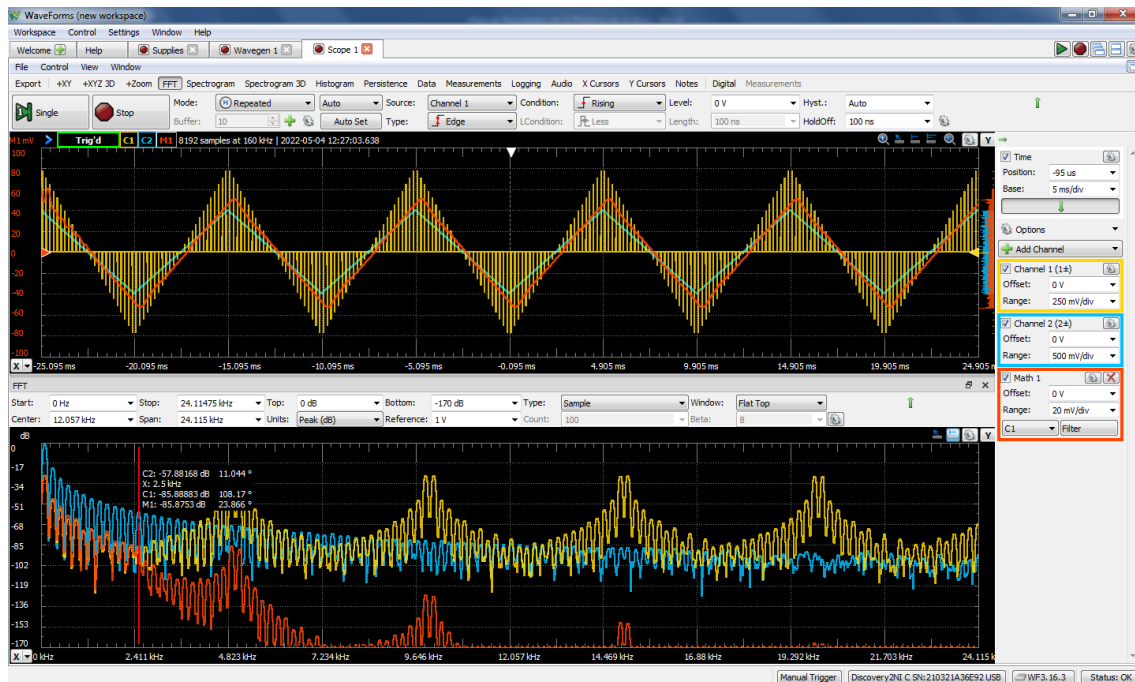 WaveForms (new workspace)
Workspace Control Settings Window Help
Welcome Help Supplies Wavegen 1 Scope 1
File Control View Window
Export +XY +XYZ 3D +Zoom FFT Spectrogram Spectrogram 3D Histogram Persistence Data Measurements Logging Audio X Cursors Y Cursors Notes Digital Measurements
Single Stop Mode: Repeated Auto Source: Channel 1 Condition: Rising Level: 0 V Hyst.: Auto
Buffer: 10 Auto Set Type: Edge LCondition: Less Length: 100 ns HoldOff: 100 ns
M1 mV Trig'd C1 C2 M1 8192 samples at 160 kHz | 2022-05-04 12:27:03.638 Y
100
80
60
40
20
0
-20
-40
-60
-80
-100
X -25.095 ms -20.095 ms -15.095 ms -10.095 ms -5.095 ms -0.095 ms 4.905 ms 9.905 ms 14.905 ms 19.905 ms 24.905 ms
Time
Position: -95 us
Base: 5 ms/div
Options
Add Channel
Channel 1 (1±)
Offset: 0 V
Range: 250 mV/div
Channel 2 (2±)
Offset: 0 V
Range: 500 mV/div
Math 1
Offset: 0 V
Range: 20 mV/div
C1 Filter
FFT
Start: 0 Hz Stop: 24.11475 kHz Top: 0 dB Bottom: -170 dB Type: Sample Window: Flat Top
Center: 12.057 kHz Span: 24.115 kHz Units: Peak (dB) Reference: 1 V Count: 100 Beta: 8
dB Y
0
-17
-34
-51
-68
-85
-102
-119
-136
-153
-170
C2: -57.88168 dB 11.044 °
X: 2.5 kHz
C1: -85.88883 dB 108.17 °
M1: -85.8753 dB 23.866 °
X 0 kHz 2.411 kHz 4.823 kHz 7.234 kHz 9.646 kHz 12.057 kHz 14.469 kHz 16.88 kHz 19.292 kHz 21.703 kHz 24.115 k
Manual Trigger Discovery2NI C SN:210321A36E92 USB WF3.16.3 Status: OK